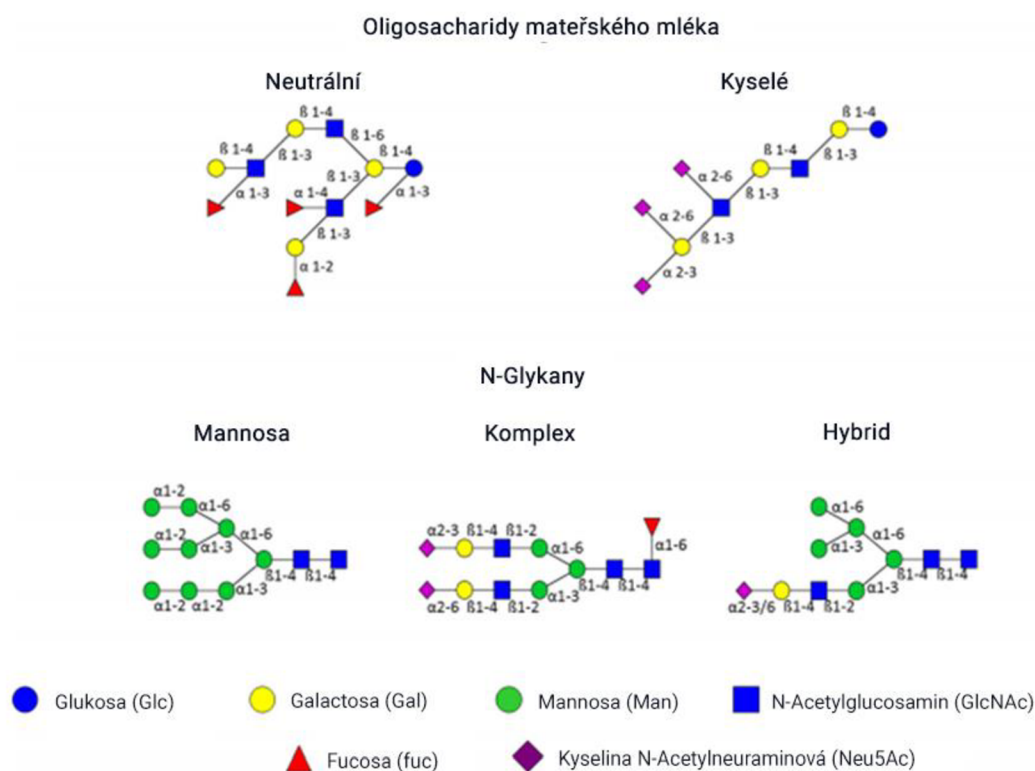 Oligosacharidy mateřského mléka
Neutrální
Kyselé
ß 1-4
ß 1-4
ß 1-4
ß 1-6
ß 1-4
ß 1-4
ß 1-3
ß 1-3
α 2-6
α 1-3
ß 1-3
α 1-4
α 1-3
ß 1-3
α 2-6
ß 1-3
ß 1-3
α 1-2
α 2-3
N-Glykany
Mannosa
Komplex
Hybrid
α1-2
α1-6
α1-2
α1-3
α1-6
ß1-4 ß1-4
α1-3
α1-2 α1-2
α2-3 ß1-4 ß1-2
α1-6
α1-6
ß1-4 ß1-4
α1-3
α2-6 ß1-4 ß1-2
α1-6
α1-3
α1-6
ß1-4 ß1-4
α1-3
α2-3/6 ß1-4 ß1-2
Glukosa (Glc)
Galactosa (Gal)
Mannosa (Man)
N-Acetylglucosamin (GlcNAc)
Fucosa (fuc)
Kyselina N-Acetylneuraminová (Neu5Ac)